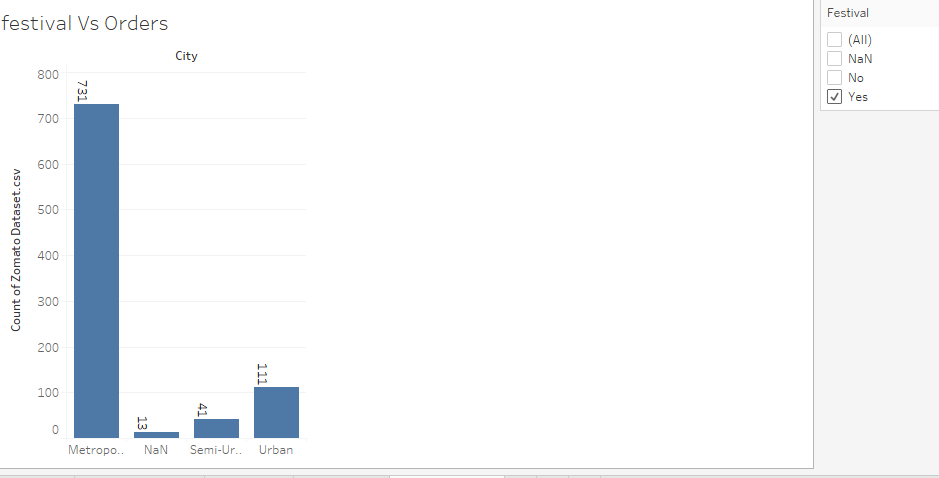 festival Vs Orders
City
Count of Zomato Dataset.csv
800
700
600
500
400
300
200
100
0
731
13
41
111
Metropo..
NaN
Semi-Ur..
Urban
Festival
(All)
NaN
No
Yes